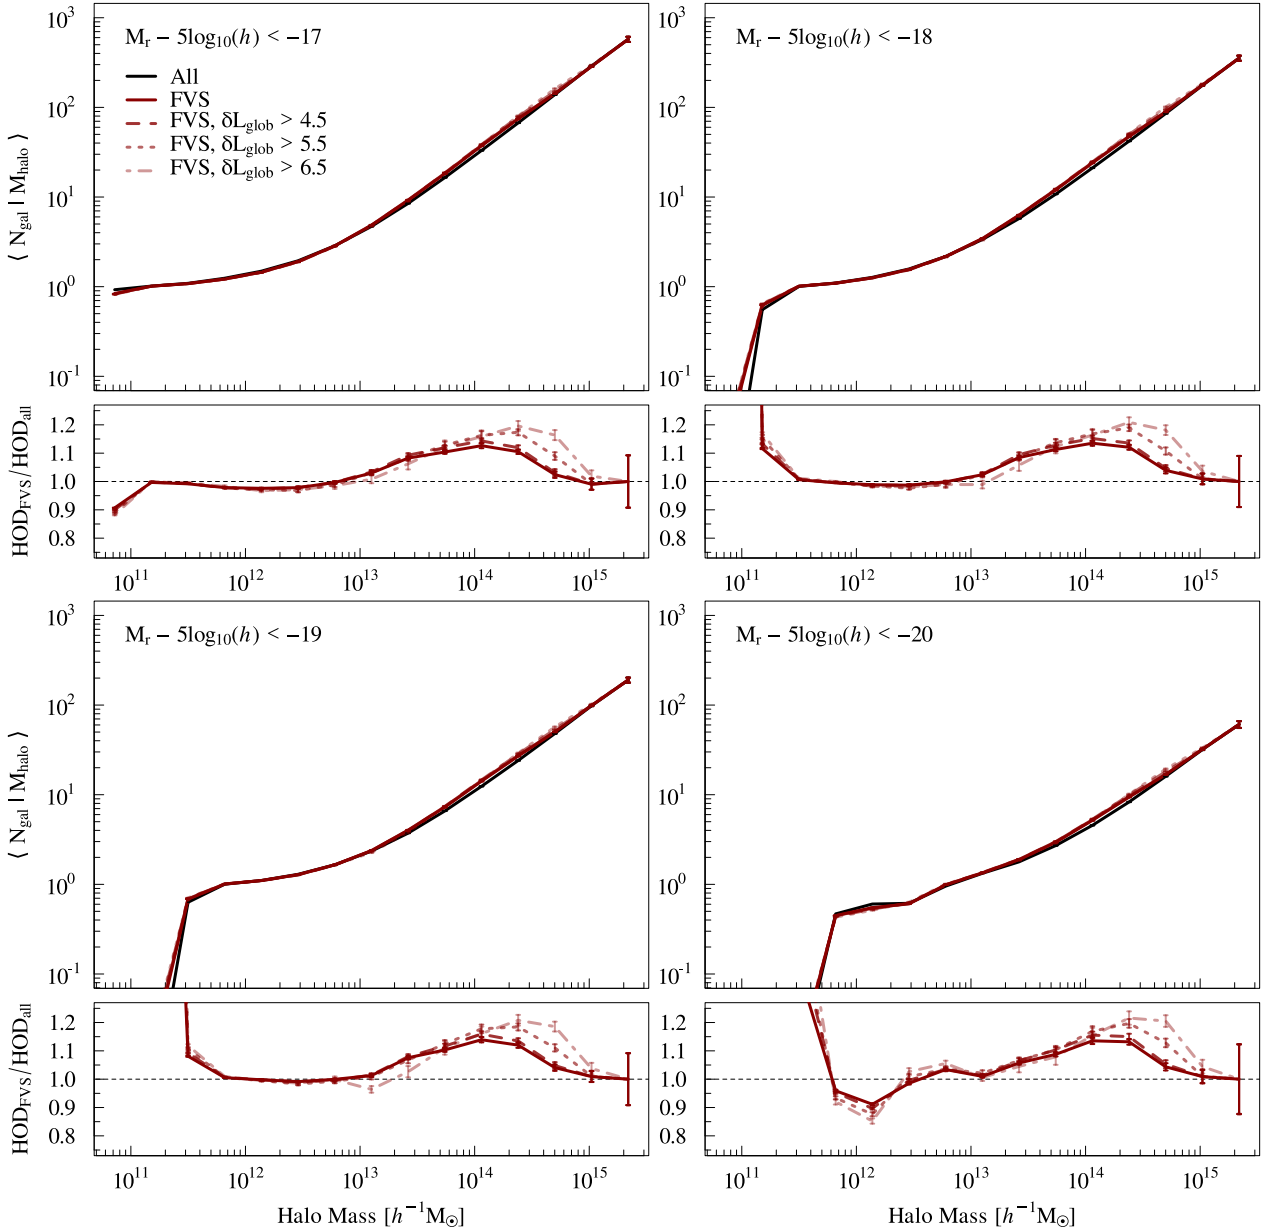 M_r − 5log_10(h) < −17
All
FVS
FVS, δL_glob > 4.5
FVS, δL_glob > 5.5
FVS, δL_glob > 6.5
⟨ N_gal | M_halo ⟩
10^3
10^2
10^1
10^0
10^-1
HOD_FVS/HOD_all
1.2
1.1
1.0
0.9
0.8
10^11 10^12 10^13 10^14 10^15
M_r − 5log_10(h) < −18
10^3
10^2
10^1
10^0
10^-1
1.2
1.1
1.0
0.9
0.8
10^11 10^12 10^13 10^14 10^15
M_r − 5log_10(h) < −19
⟨ N_gal | M_halo ⟩
10^3
10^2
10^1
10^0
10^-1
HOD_FVS/HOD_all
1.2
1.1
1.0
0.9
0.8
10^11 10^12 10^13 10^14 10^15
Halo Mass [h^−1 M_⊙]
M_r − 5log_10(h) < −20
10^3
10^2
10^1
10^0
10^-1
1.2
1.1
1.0
0.9
0.8
10^11 10^12 10^13 10^14 10^15
Halo Mass [h^−1 M_⊙]